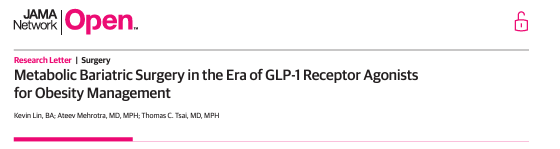 JAMA
Network Open™
Research Letter | Surgery
Metabolic Bariatric Surgery in the Era of GLP-1 Receptor Agonists
for Obesity Management
Kevin Lin, BA; Ateev Mehrotra, MD, MPH; Thomas C. Tsai, MD, MPH